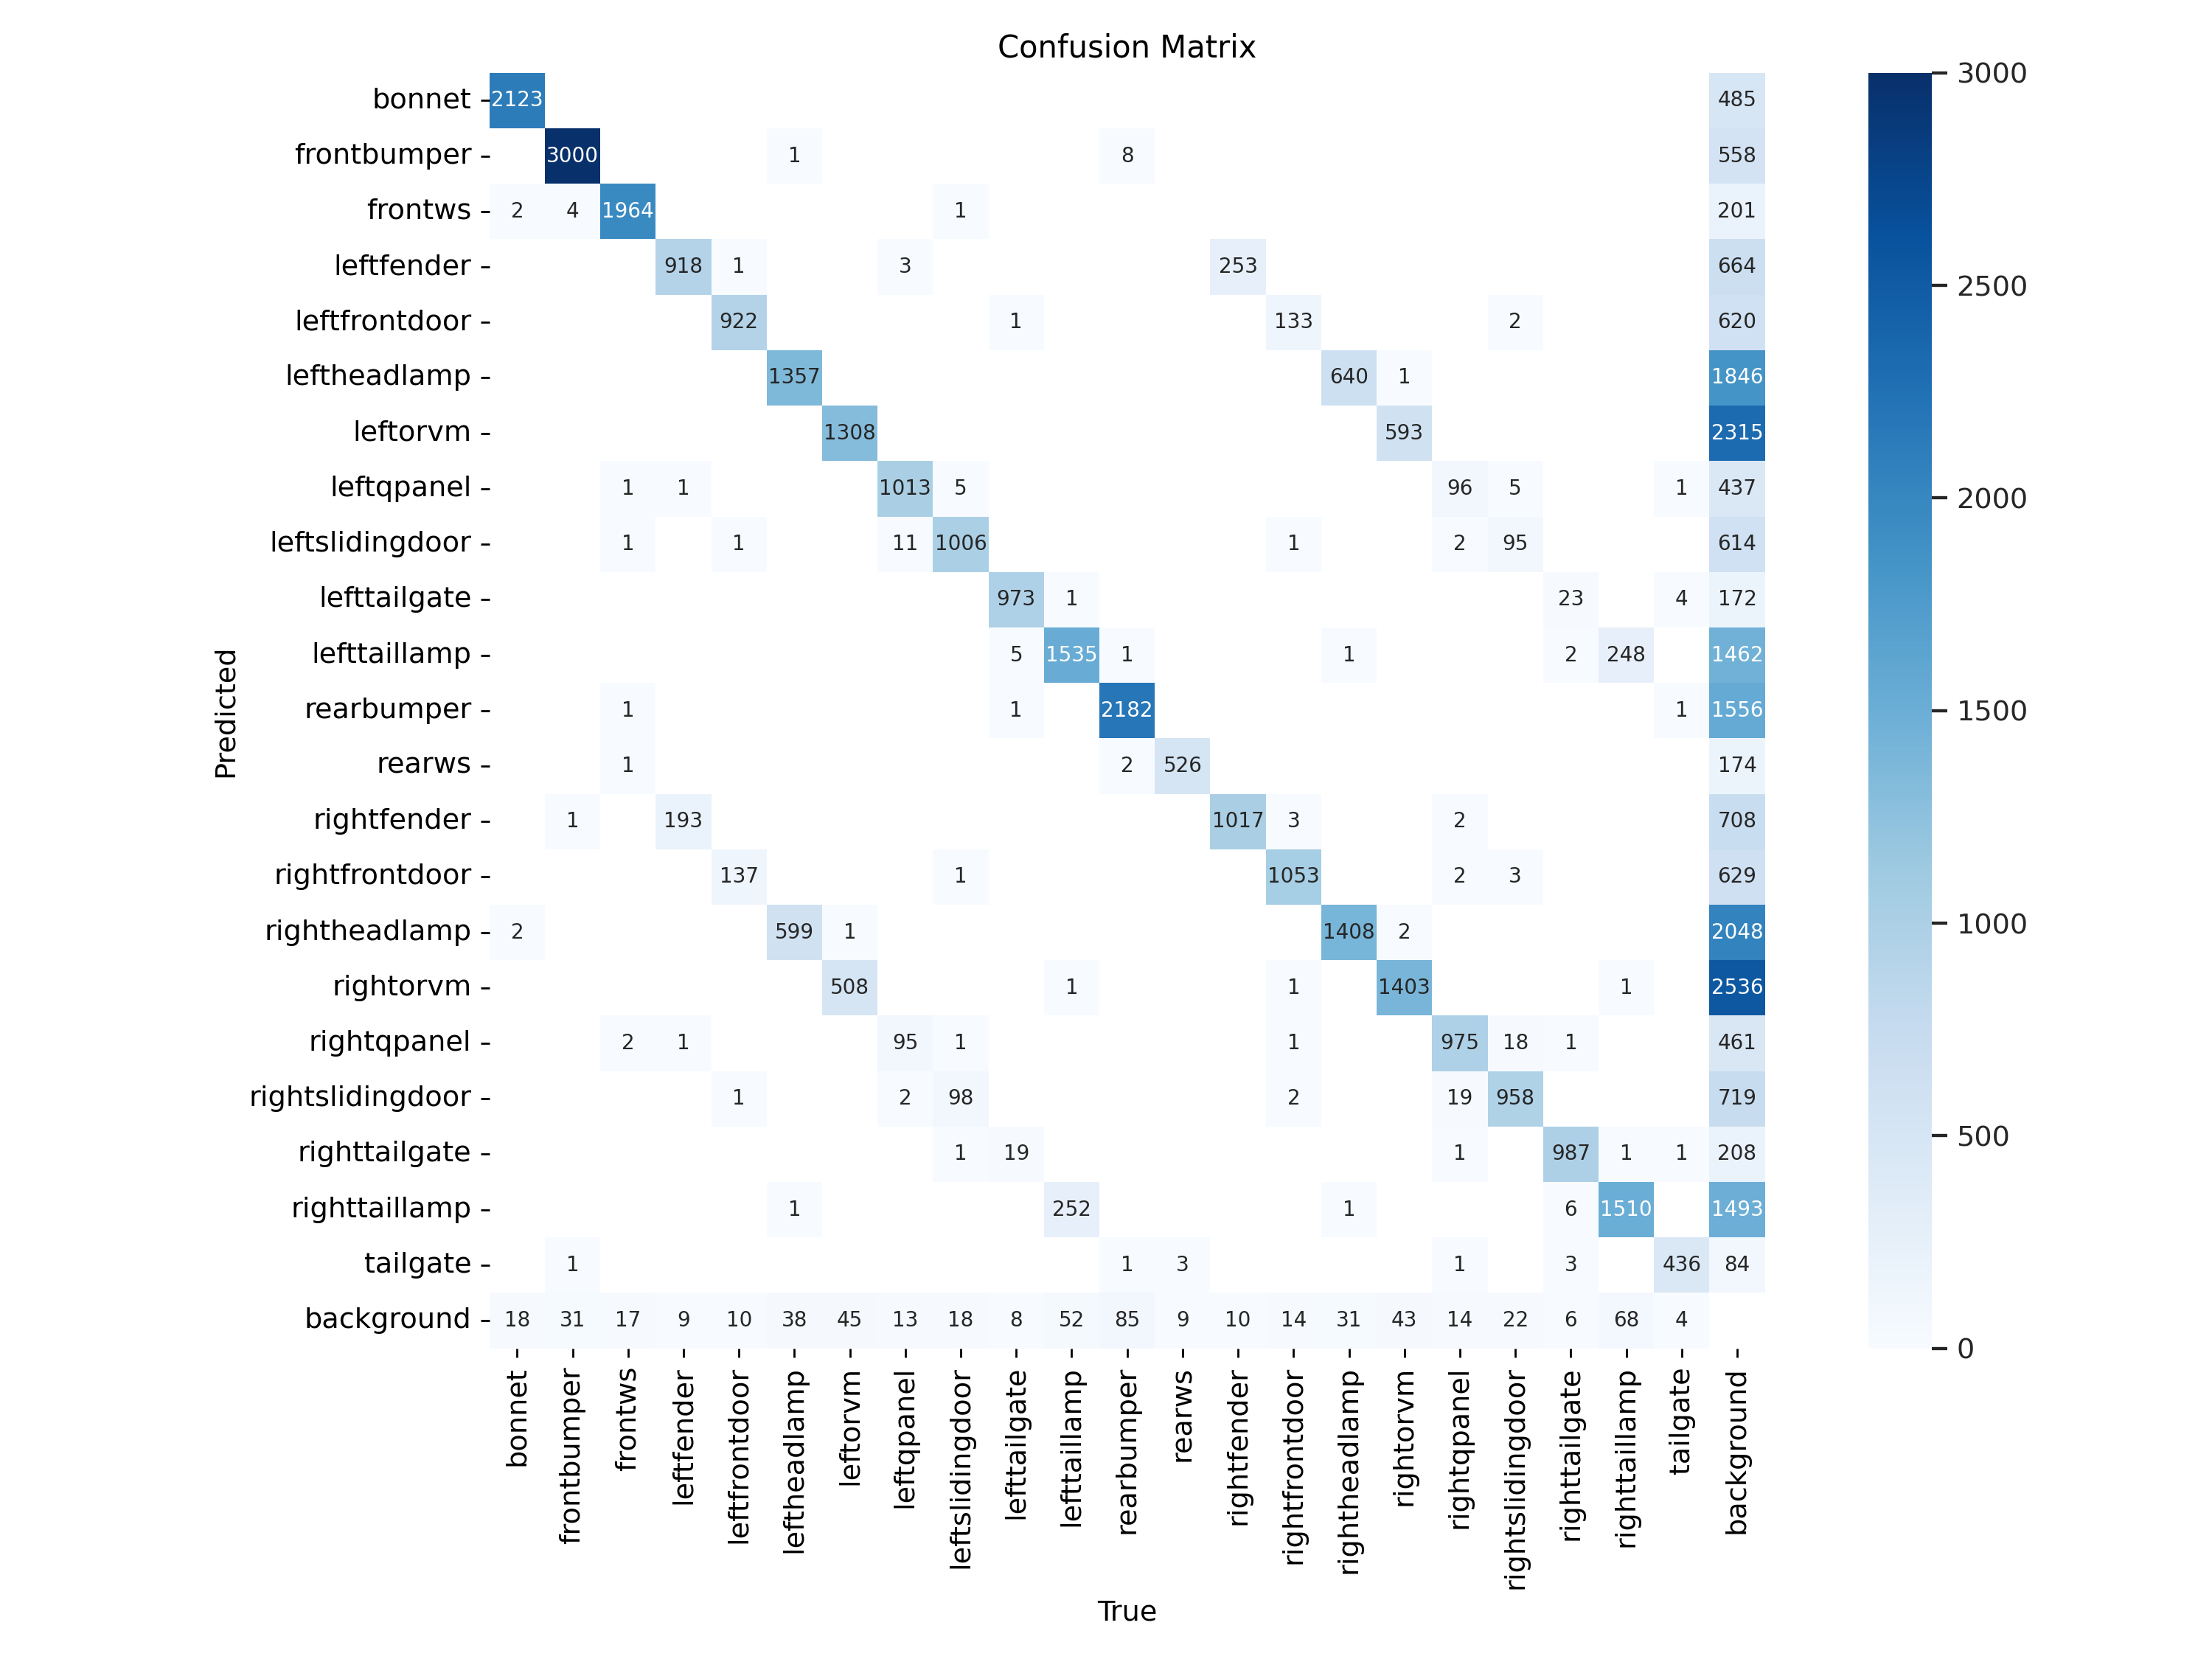 Confusion Matrix
bonnet 2123 485
frontbumper 3000 1 8 558
frontws 2 4 1964 1 201
leftfender 918 1 3 253 664
leftfrontdoor 922 1 133 2 620
leftheadlamp 1357 640 1 1846
leftorvm 1308 593 2315
leftqpanel 1 1 1013 5 96 5 1 437
leftslidingdoor 1 1 11 1006 1 2 95 614
lefttailgate 973 1 23 4 172
lefttaillamp 5 1535 1 1 2 248 1462
rearbumper 1 1 2182 1 1556
rearws 1 2 526 174
rightfender 1 193 1017 3 2 708
rightfrontdoor 137 1 1053 2 3 629
rightheadlamp 2 599 1 1408 2 2048
rightorvm 508 1 1 1403 1 2536
rightqpanel 2 1 95 1 1 975 18 1 461
rightslidingdoor 1 2 98 2 19 958 719
righttailgate 1 19 1 987 1 1 208
righttaillamp 1 252 1 6 1510 1493
tailgate 1 1 3 1 3 436 84
background 18 31 17 9 10 38 45 13 18 8 52 85 9 10 14 31 43 14 22 6 68 4
Predicted
bonnet
frontbumper
frontws
leftfender
leftfrontdoor
leftheadlamp
leftorvm
leftqpanel
leftslidingdoor
lefttailgate
lefttaillamp
rearbumper
rearws
rightfender
rightfrontdoor
rightheadlamp
rightorvm
rightqpanel
rightslidingdoor
righttailgate
righttaillamp
tailgate
background
True
3000
2500
2000
1500
1000
500
0